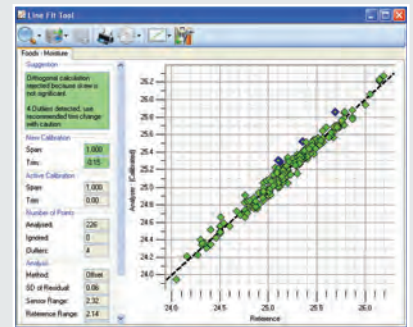 Line Fit Tool
Foods - Moisture
Suggestion
Orthogonal calculation
rejected because skew is
not significant
4 Outliers detected, use
recommended trim change
with caution
New Calibration
Span: 1.000
Trim: -0.15
Active Calibration
Span: 1.000
Trim: 0.00
Number of Points
Analysed: 226
Ignored: 0
Outliers: 4
Analysis
Method: Offset
SD of Residual: 0.06
Sensor Range: 2.32
Reference Range: 2.14
Analyser (Calibrated)
26.2
26.0
25.8
25.6
25.4
25.2
25.0
24.8
24.6
24.4
24.2
24.0
24.0 24.5 25.0 25.5 26.0
Reference